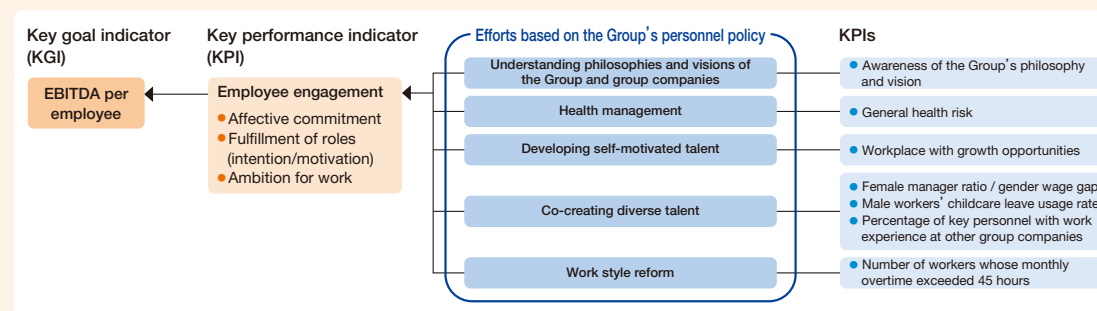 Key goal indicator
(KGI)
EBITDA per
employee
Key performance indicator
(KPI)
Employee engagement
● Affective commitment
● Fulfillment of roles
(intention/motivation)
● Ambition for work
Efforts based on the Group's personnel policy
Understanding philosophies and visions of
the Group and group companies
Health management
Developing self-motivated talent
Co-creating diverse talent
Work style reform
KPIs
● Awareness of the Group's philosophy
and vision
● General health risk
● Workplace with growth opportunities
● Female manager ratio / gender wage gap
● Male workers' childcare leave usage rate
● Percentage of key personnel with work
experience at other group companies
● Number of workers whose monthly
overtime exceeded 45 hours